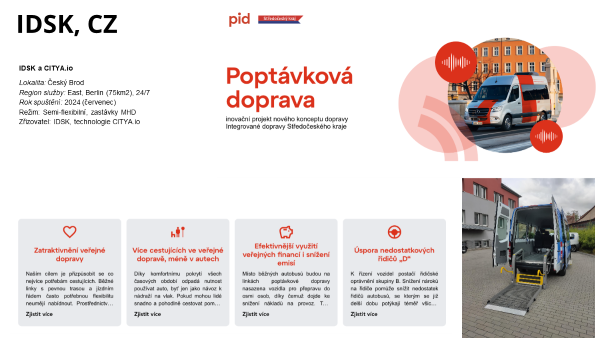 IDSK, CZ
pid
Středočeský kraj
IDSK a CITYA.io
Lokalita: Český Brod
Region služby: East, Berlin (75km2), 24/7
Rok spuštění: 2024 (červenec)
Režim: Semi-flexibilní, zastávky MHD
Zřizovatel: IDSK, technologie CITYA.io
Poptávková
doprava
inovační projekt nového konceptu dopravy
Integrované dopravy Středočeského kraje
Zatraktivnění veřejné
dopravy
Naším cílem je přizpůsobit se co
nejvíce potřebám cestujících. Běžné
linky s pevnou trasou a jízdním
řádem často potřebnou flexibilitu
neumějí nabídnout. Prostřednictv...
Zjistit více
Více cestujících ve veřejné
dopravě, méně v autech
Díky komfortnímu pokrytí všech
časových období odpadá nutnost
používat auto, byť jen jako návoz k
nádraží na vlak. Pokud mohou lidé
snadno a pohodlně cestovat pom...
Zjistit více
Efektivnější využití
veřejných financí i snížení
emisí
Místo běžných autobusů budou na
linkách poptávkové dopravy
nasazena vozidla pro přepravu do
osmi osob, díky čemuž dojde ke
snížení nákladů na provoz. T...
Zjistit více
Úspora nedostatkových
řidičů „D“
K řízení vozidel postačí řidičské
oprávnění skupiny B. Snížení nároků
na řidiče pomůže snížit nedostatek
řidičů autobusů, se kterým se již
delší dobu potýkají téměř všic...
Zjistit více